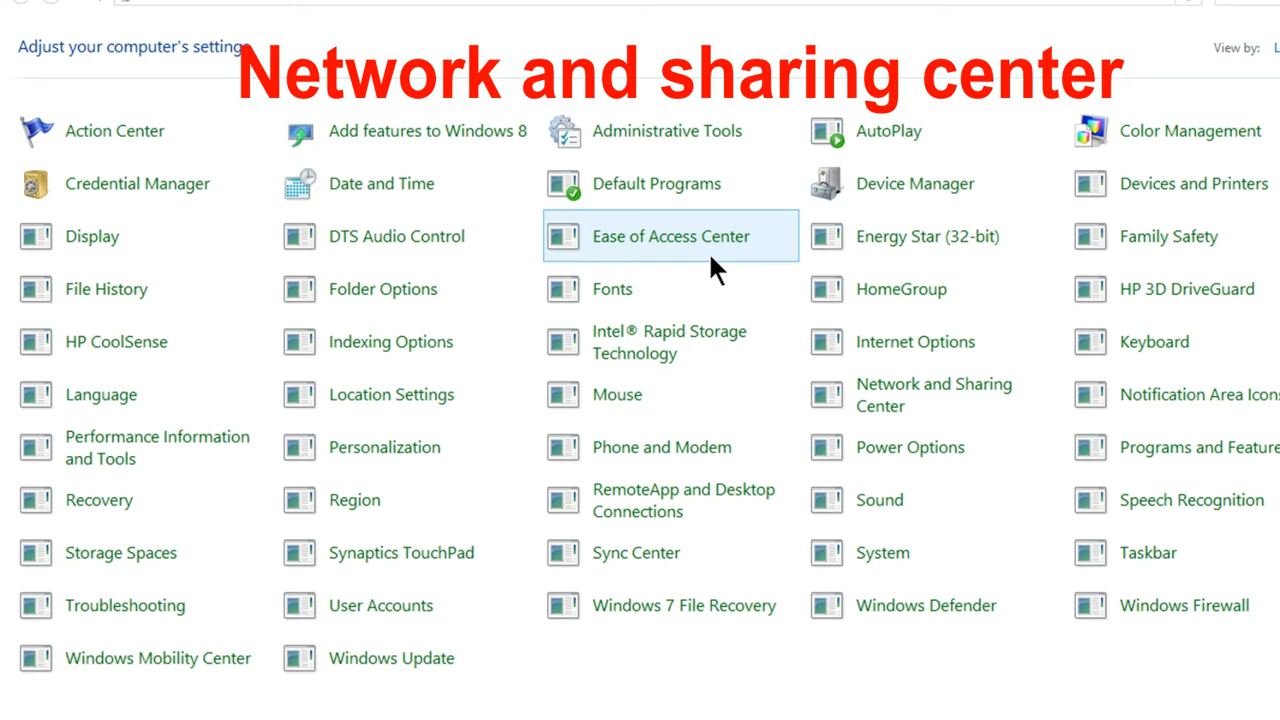 Adjust your computer's settings
Network and sharing center
View by:
Action Center
Add features to Windows 8
Administrative Tools
AutoPlay
Color Management
Credential Manager
Date and Time
Default Programs
Device Manager
Devices and Printers
Display
DTS Audio Control
Ease of Access Center
Energy Star (32-bit)
Family Safety
File History
Folder Options
Fonts
HomeGroup
HP 3D DriveGuard
HP CoolSense
Indexing Options
Intel® Rapid Storage
Technology
Internet Options
Keyboard
Language
Location Settings
Mouse
Network and Sharing
Center
Notification Area Icons
Performance Information
and Tools
Personalization
Phone and Modem
Power Options
Programs and Feature
Recovery
Region
RemoteApp and Desktop
Connections
Sound
Speech Recognition
Storage Spaces
Synaptics TouchPad
Sync Center
System
Taskbar
Troubleshooting
User Accounts
Windows 7 File Recovery
Windows Defender
Windows Firewall
Windows Mobility Center
Windows Update